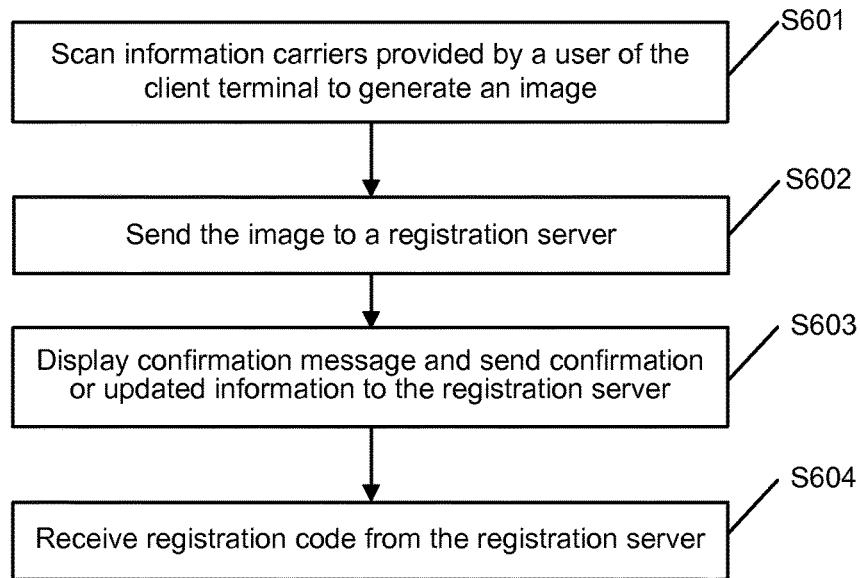 S601
Scan information carriers provided by a user of the
client terminal to generate an image
S602
Send the image to a registration server
S603
Display confirmation message and send confirmation
or updated information to the registration server
S604
Receive registration code from the registration server